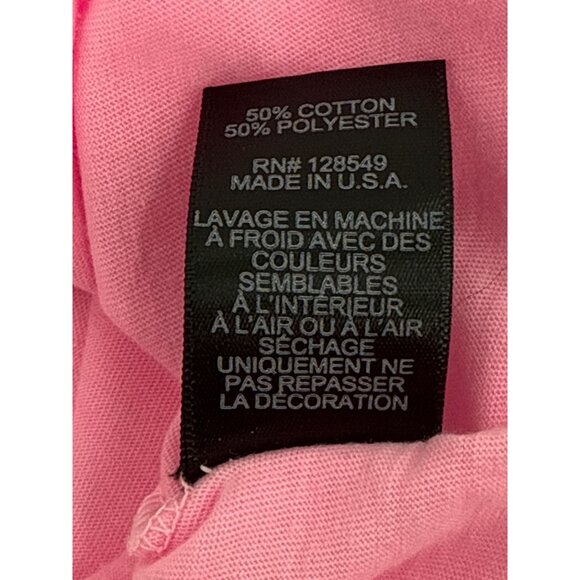 50% COTTON
50% POLYESTER
RN# 128549
MADE IN U.S.A.
LAVAGE EN MACHINE
À FROID AVEC DES
COULEURS
SEMBLABLES
À L'INTÉRIEUR
À L'AIR OU À L'AIR
SÉCHAGE
UNIQUEMENT NE
PAS REPASSER
LA DÉCORATION